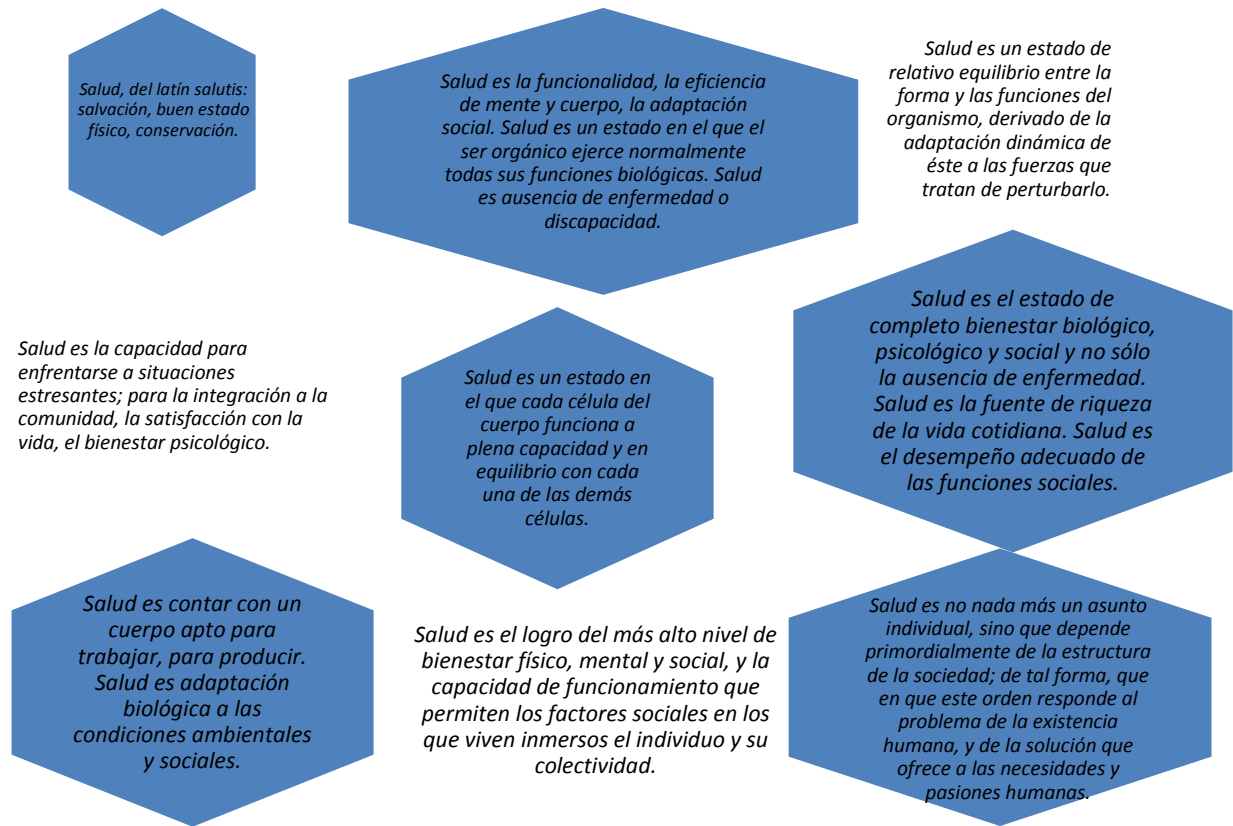 Salud, del latín salutis:
salvación, buen estado
físico, conservación.
Salud es la funcionalidad, la eficiencia
de mente y cuerpo, la adaptación
social. Salud es un estado en el que el
ser orgánico ejerce normalmente
todas sus funciones biológicas. Salud
es ausencia de enfermedad o
discapacidad.
Salud es un estado de
relativo equilibrio entre la
forma y las funciones del
organismo, derivado de la
adaptación dinámica de
éste a las fuerzas que
tratan de perturbarlo.
Salud es la capacidad para
enfrentarse a situaciones
estresantes; para la integración a la
comunidad, la satisfacción con la
vida, el bienestar psicológico.
Salud es un estado en
el que cada célula del
cuerpo funciona a
plena capacidad y en
equilibrio con cada
una de las demás
células.
Salud es el estado de
completo bienestar biológico,
psicológico y social y no sólo
la ausencia de enfermedad.
Salud es la fuente de riqueza
de la vida cotidiana. Salud es
el desempeño adecuado de
las funciones sociales.
Salud es contar con un
cuerpo apto para
trabajar, para producir.
Salud es adaptación
biológica a las
condiciones ambientales
y sociales.
Salud es el logro del más alto nivel de
bienestar físico, mental y social, y la
capacidad de funcionamiento que
permiten los factores sociales en los
que viven inmersos el individuo y su
colectividad.
Salud es no nada más un asunto
individual, sino que depende
primordialmente de la estructura
de la sociedad; de tal forma, que
en que este orden responde al
problema de la existencia
humana, y de la solución que
ofrece a las necesidades y
pasiones humanas.